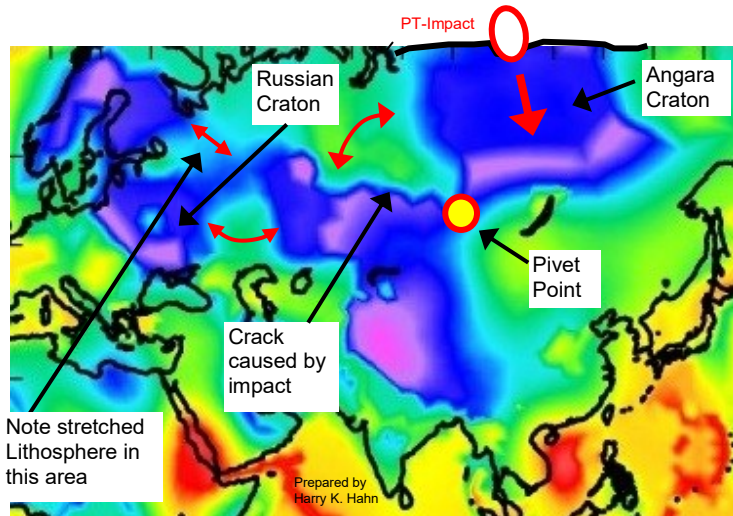 PT-Impact
Russian
Craton
Angara
Craton
Pivet
Point
Crack
caused by
impact
Note stretched
Lithosphere in
this area
Prepared by
Harry K. Hahn